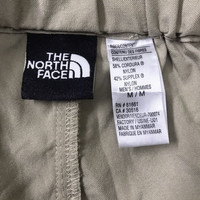 THE
NORTH
FACE
SHELL/EXTERIEUR
58% CORDURA®
NYLON
42% SUPPLEX®
NYLON
MEN'S/HOMMES
M / M
RN # 61661
CA # 30516
MADE IN MYANMAR
FABRIQUE EN MYANMAR